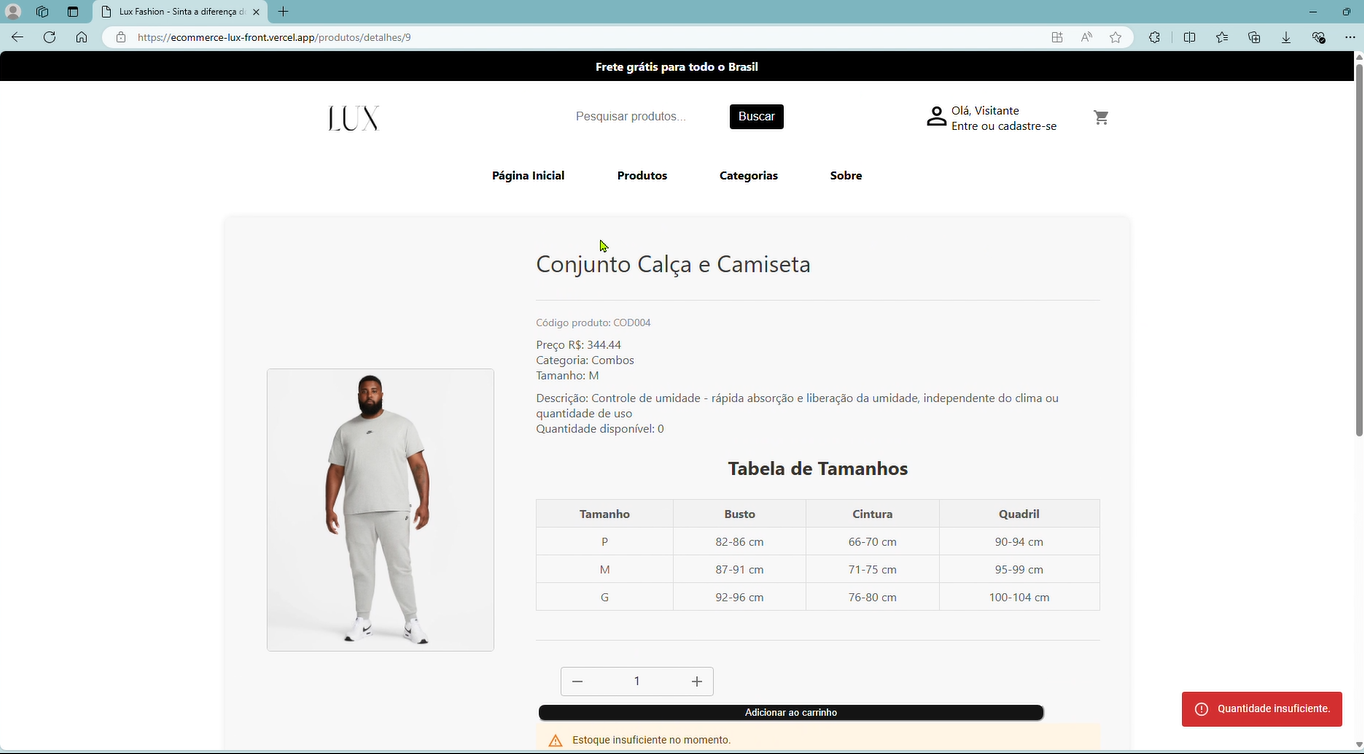 Lux Fashion - Sinta a diferença d
https://ecommerce-lux-front.vercel.app/produtos/detalhes/9
Frete grátis para todo o Brasil
LUX
Pesquisar produtos...
Buscar
Olá, Visitante
Entre ou cadastre-se
Página Inicial Produtos Categorias Sobre
Conjunto Calça e Camiseta
Código produto: COD004
Preço R$: 344.44
Categoria: Combos
Tamanho: M
Descrição: Controle de umidade - rápida absorção e liberação da umidade, independente do clima ou
quantidade de uso
Quantidade disponível: 0
Tabela de Tamanhos
Tamanho Busto Cintura Quadril
P 82-86 cm 66-70 cm 90-94 cm
M 87-91 cm 71-75 cm 95-99 cm
G 92-96 cm 76-80 cm 100-104 cm
1
Adicionar ao carrinho
Quantidade insuficiente.
Estoque insuficiente no momento.